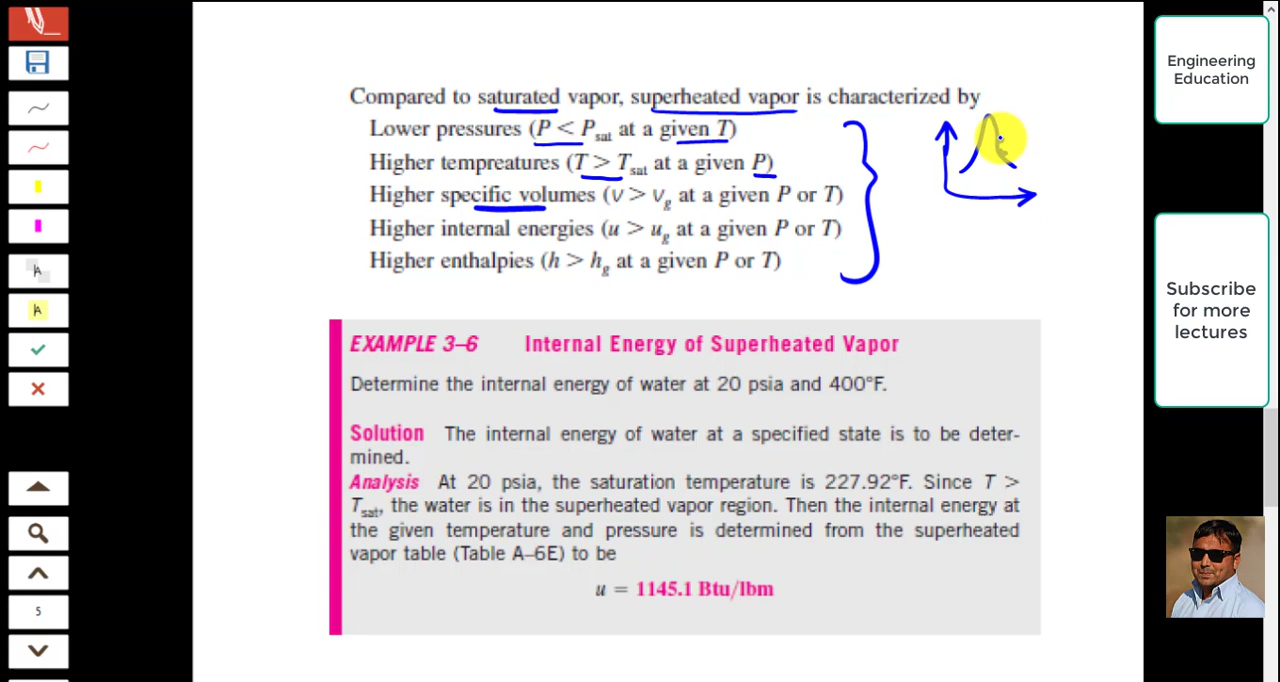 Compared to saturated vapor, superheated vapor is characterized by
Lower pressures (P < Psat at a given T)
Higher tempreatures (T > Tsat at a given P)
Higher specific volumes (v > vg at a given P or T)
Higher internal energies (u > ug at a given P or T)
Higher enthalpies (h > hg at a given P or T)
EXAMPLE 3–6 Internal Energy of Superheated Vapor
Determine the internal energy of water at 20 psia and 400°F.
Solution The internal energy of water at a specified state is to be deter-
mined.
Analysis At 20 psia, the saturation temperature is 227.92°F. Since T >
Tsat, the water is in the superheated vapor region. Then the internal energy at
the given temperature and pressure is determined from the superheated
vapor table (Table A–6E) to be
u = 1145.1 Btu/lbm
Engineering
Education
Subscribe
for more
lectures
A
A
5